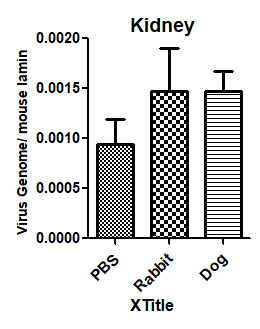 Kidney
Virus Genome/ mouse lamin
0.0020
0.0015
0.0010
0.0005
0.0000
PBS
Rabbit
Dog
XTitle